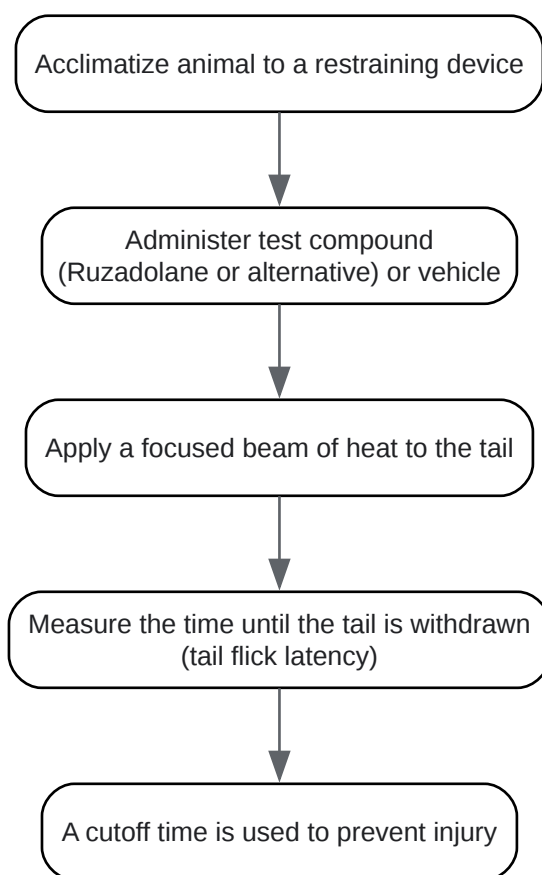 Acclimatize animal to a restraining device
Administer test compound
(Ruzadolane or alternative) or vehicle
Apply a focused beam of heat to the tail
Measure the time until the tail is withdrawn
(tail flick latency)
A cutoff time is used to prevent injury